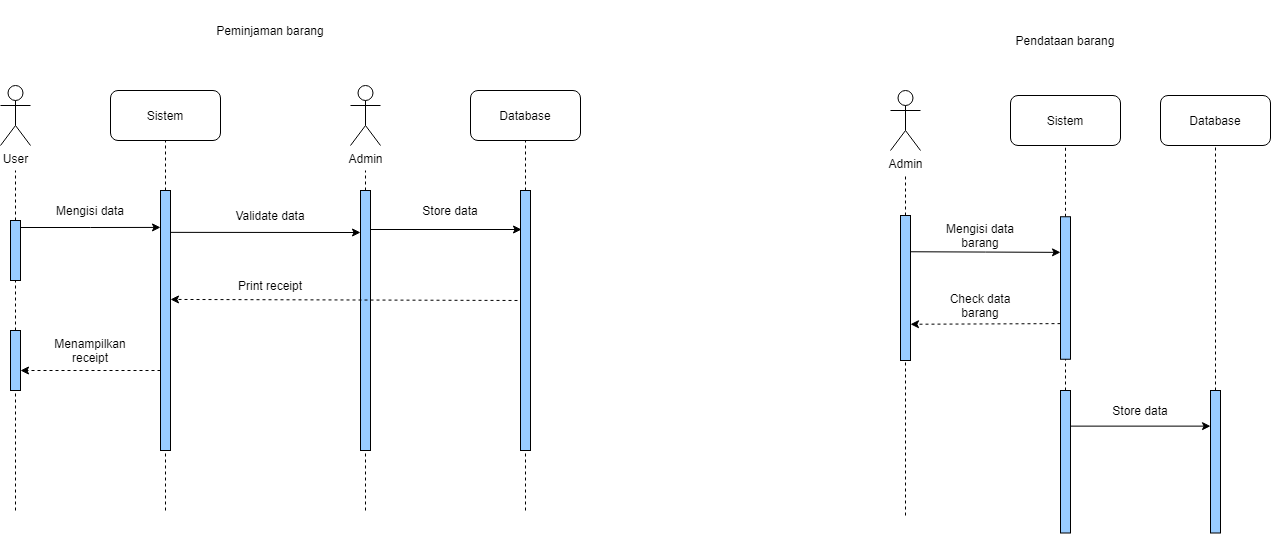 Peminjaman barang
User
Sistem
Admin
Database
Mengisi data
Validate data
Store data
Print receipt
Menampilkan
receipt
Pendataan barang
Admin
Sistem
Database
Mengisi data
barang
Check data
barang
Store data